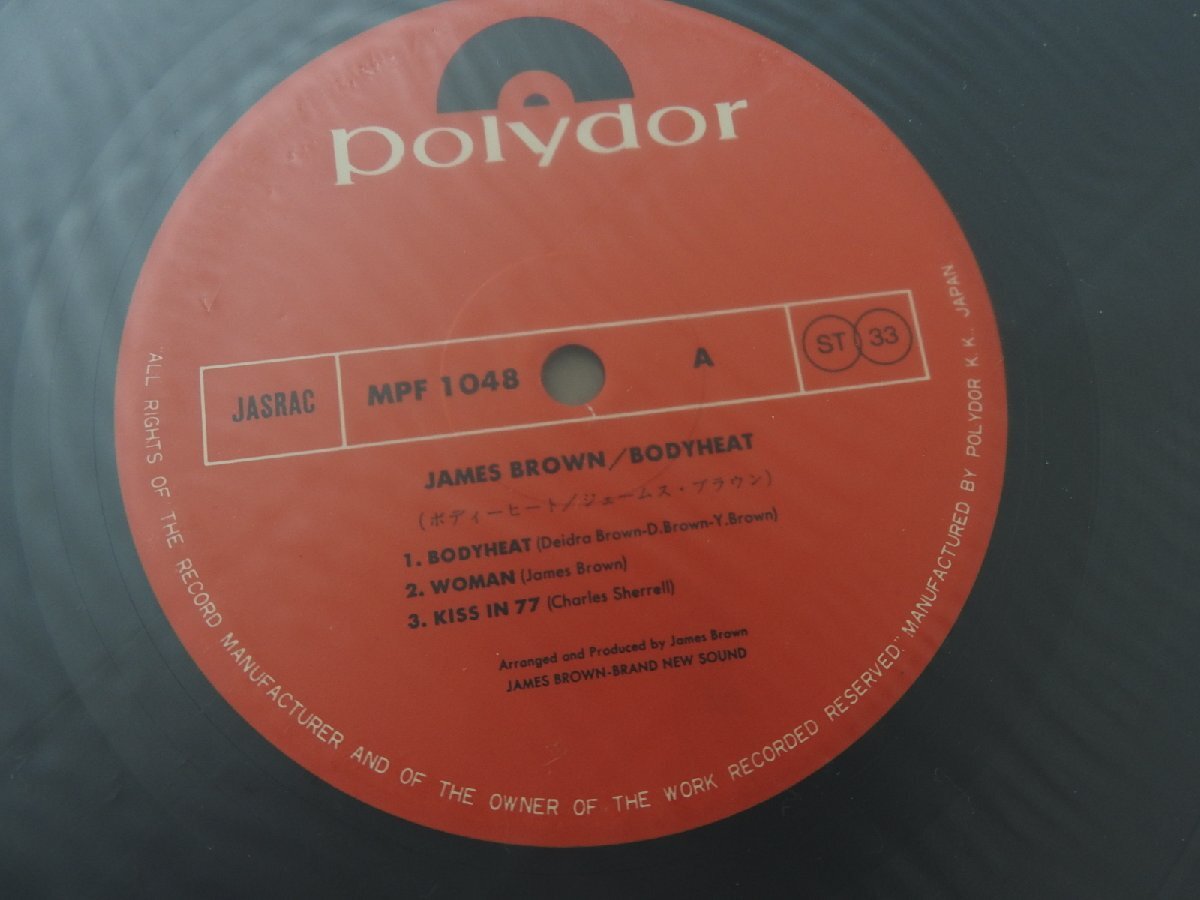 polydor
JASRAC MPF 1048 A ST 33
JAMES BROWN/BODYHEAT
(ボディーヒート/ジェームス・ブラウン)
1. BODYHEAT (Deidra Brown-D.Brown-Y.Brown)
2. WOMAN (James Brown)
3. KISS IN 77 (Charles Sherrell)
Arranged and Produced by James Brown
JAMES BROWN-BRAND NEW SOUND
"ALL RIGHTS OF THE RECORD MANUFACTURER AND OF THE OWNER OF THE WORK RECORDED RESERVED." MANUFACTURED BY POLYDOR K.K., JAPAN